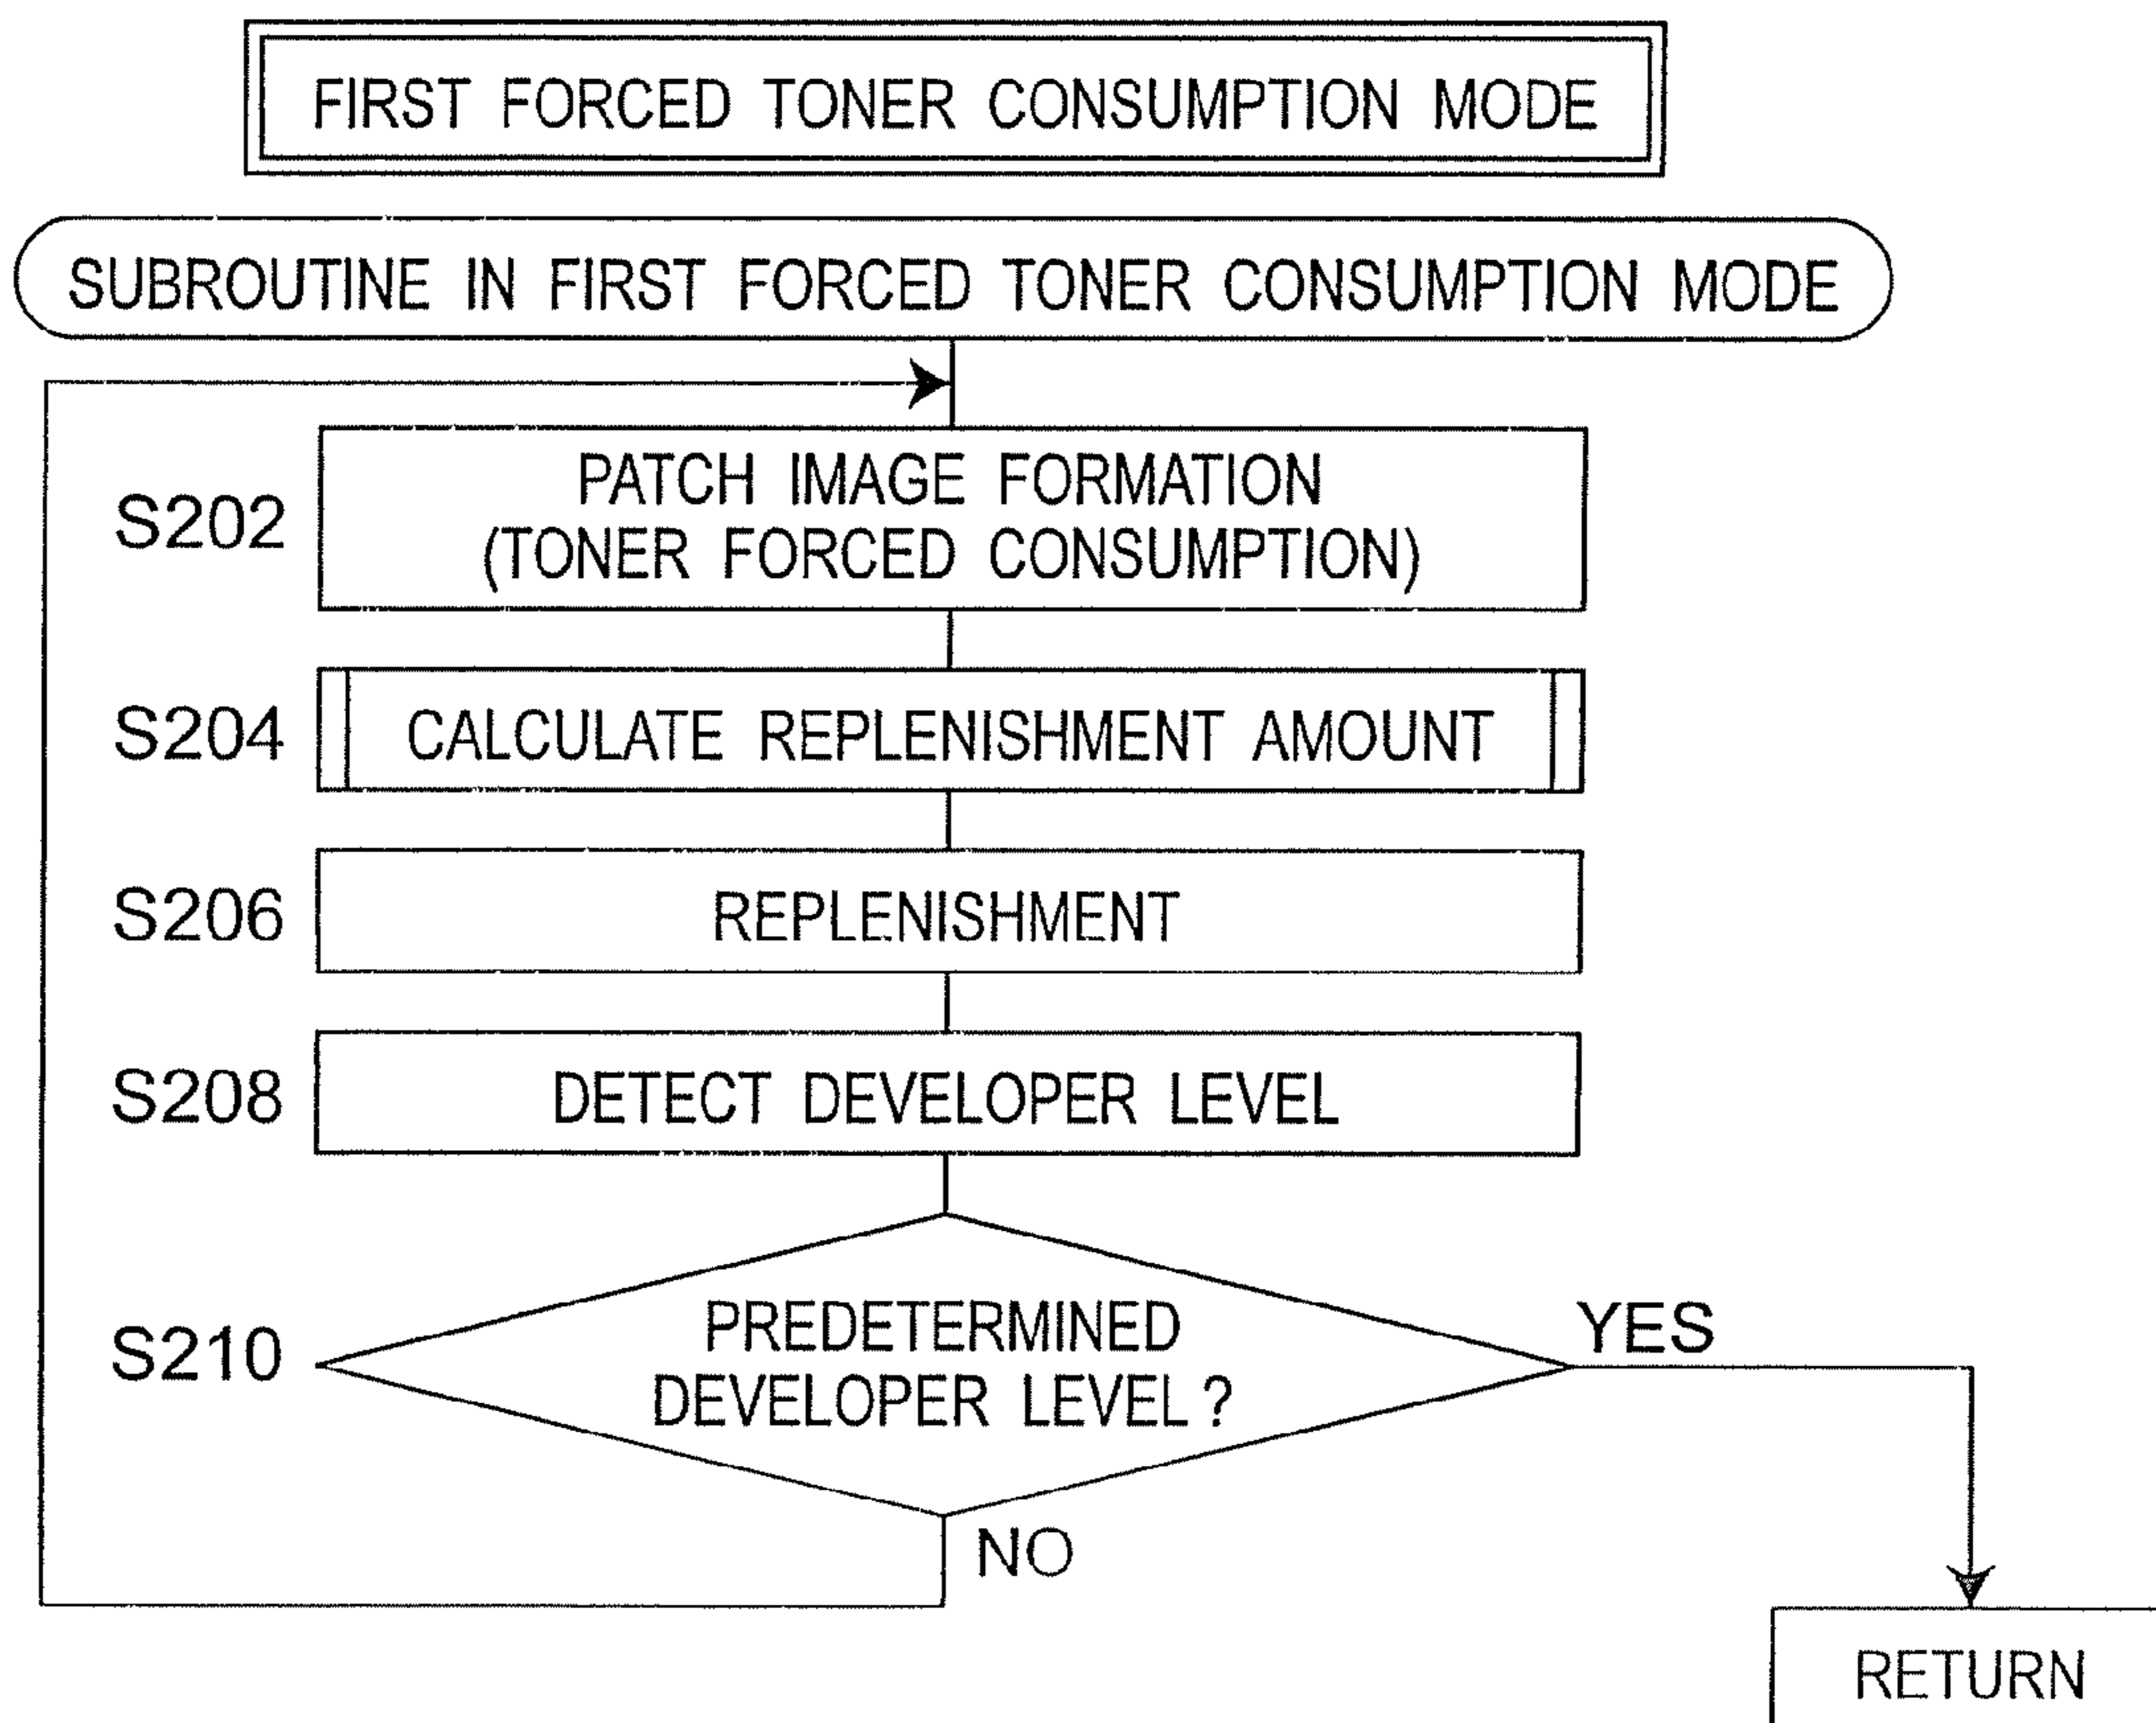 FIRST FORCED TONER CONSUMPTION MODE
SUBROUTINE IN FIRST FORCED TONER CONSUMPTION MODE
S202
PATCH IMAGE FORMATION
(TONER FORCED CONSUMPTION)
S204
CALCULATE REPLENISHMENT AMOUNT
S206
REPLENISHMENT
S208
DETECT DEVELOPER LEVEL
S210
PREDETERMINED
DEVELOPER LEVEL ?
YES
NO
RETURN